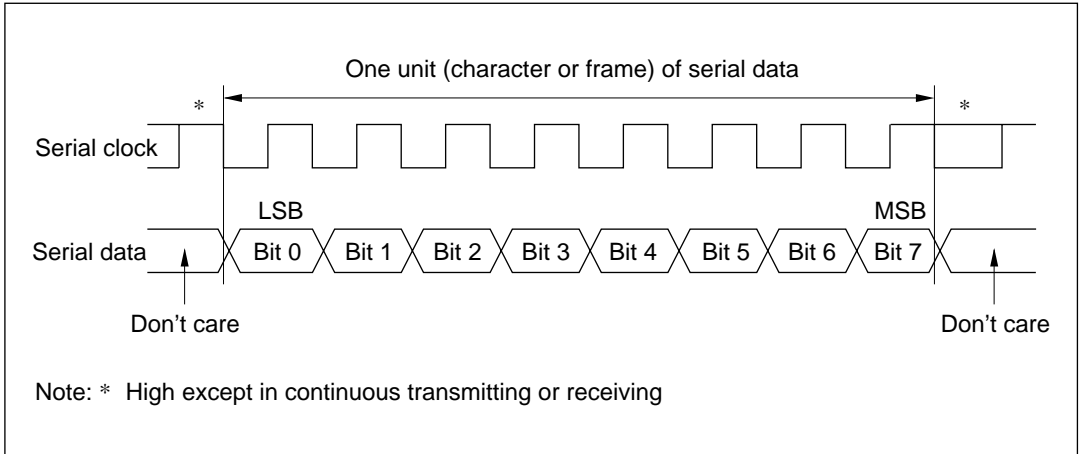 One unit (character or frame) of serial data
* *
Serial clock
LSB MSB
Serial data Bit 0 Bit 1 Bit 2 Bit 3 Bit 4 Bit 5 Bit 6 Bit 7
Don’t care Don’t care
Note: * High except in continuous transmitting or receiving